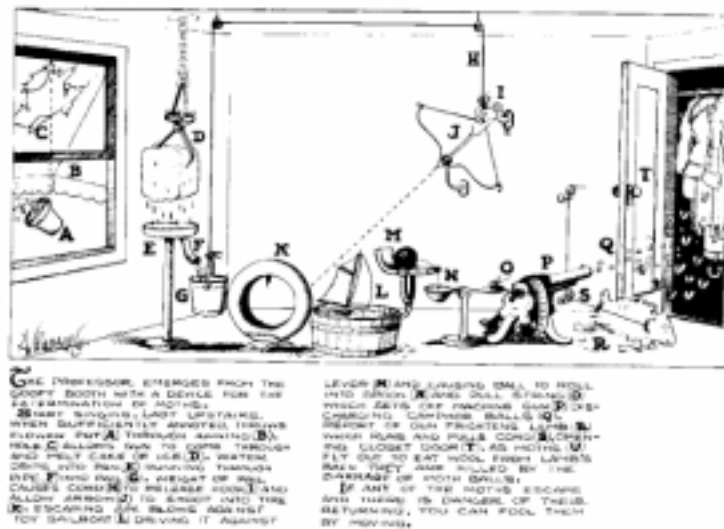 A
B
C
D
E
F
G
H
I
J
K
L
M
N
O
P
Q
R
S
T
U
THE PROFESSOR EMERGES FROM THE
GOOFY BOOTH WITH A DEVICE FOR THE
EXTERMINATION OF MOTHS.
START SINGING. LADY UPSTAIRS,
WHEN SUFFICIENTLY ANNOYED, THROWS
FLOWER POT (A) THROUGH AWNING (B).
HOLE (C) ALLOWS SUN TO COME THROUGH
AND MELT CAKE OF ICE (D). WATER
DRIPS INTO PAN (E) RUNNING THROUGH
PIPE (F) INTO PAIL (G). WEIGHT OF PAIL
CAUSES CORD (H) TO RELEASE HOOK (I) AND
ALLOW ARROW (J) TO SHOOT INTO TIRE
(K). ESCAPING AIR BLOWS AGAINST
TOY SAILBOAT (L) DRIVING IT AGAINST
LEVER (M) AND CAUSING BALL TO ROLL
INTO SPOON (N) AND PULL STRING (O)
WHICH SETS OFF MACHINE GUN (P) DIS-
CHARGING CAMPHOR BALLS (Q).
REPORT OF GUN FRIGHTENS LAMB (R)
WHICH RUNS AND PULLS CORD (S), OPEN-
ING CLOSET DOOR (T). AS MOTHS (U)
FLY OUT TO EAT WOOL FROM LAMB'S
BACK THEY ARE KILLED BY THE
BARRAGE OF MOTH BALLS.
IF ANY OF THE MOTHS ESCAPE
AND THERE IS DANGER OF THEIR
RETURNING, YOU CAN FOOL THEM
BY MOVING.